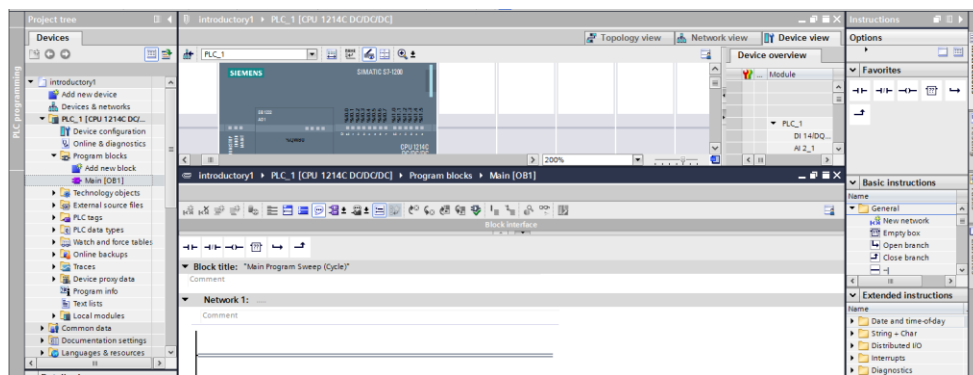 Project tree
Devices
PLC programming
introductory1
Add new device
Devices & networks
PLC_1 [CPU 1214C DC/...
Device configuration
Online & diagnostics
Program blocks
Add new block
Main [OB1]
Technology objects
External source files
PLC tags
PLC data types
Watch and force tables
Online backups
Traces
Device proxy data
Program info
Text lists
Local modules
Common data
Documentation settings
Languages & resources
introductory1 ▸ PLC_1 [CPU 1214C DC/DC/DC]
Topology view
Network view
Device view
PLC_1
SIEMENS
SIMATIC S7-1200
CPU 1214C
DC/DC/DC
200%
Device overview
... Module
PLC_1
DI 14/DQ...
AI 2_1
introductory1 ▸ PLC_1 [CPU 1214C DC/DC/DC] ▸ Program blocks ▸ Main [OB1]
Block interface
Block title: "Main Program Sweep (Cycle)"
Comment
Network 1: .....
Comment
Instructions
Options
Favorites
Basic instructions
Name
General
New network
Empty box
Open branch
Close branch
Extended instructions
Name
Date and time-of-day
String + Char
Distributed I/O
Interrupts
Diagnostics